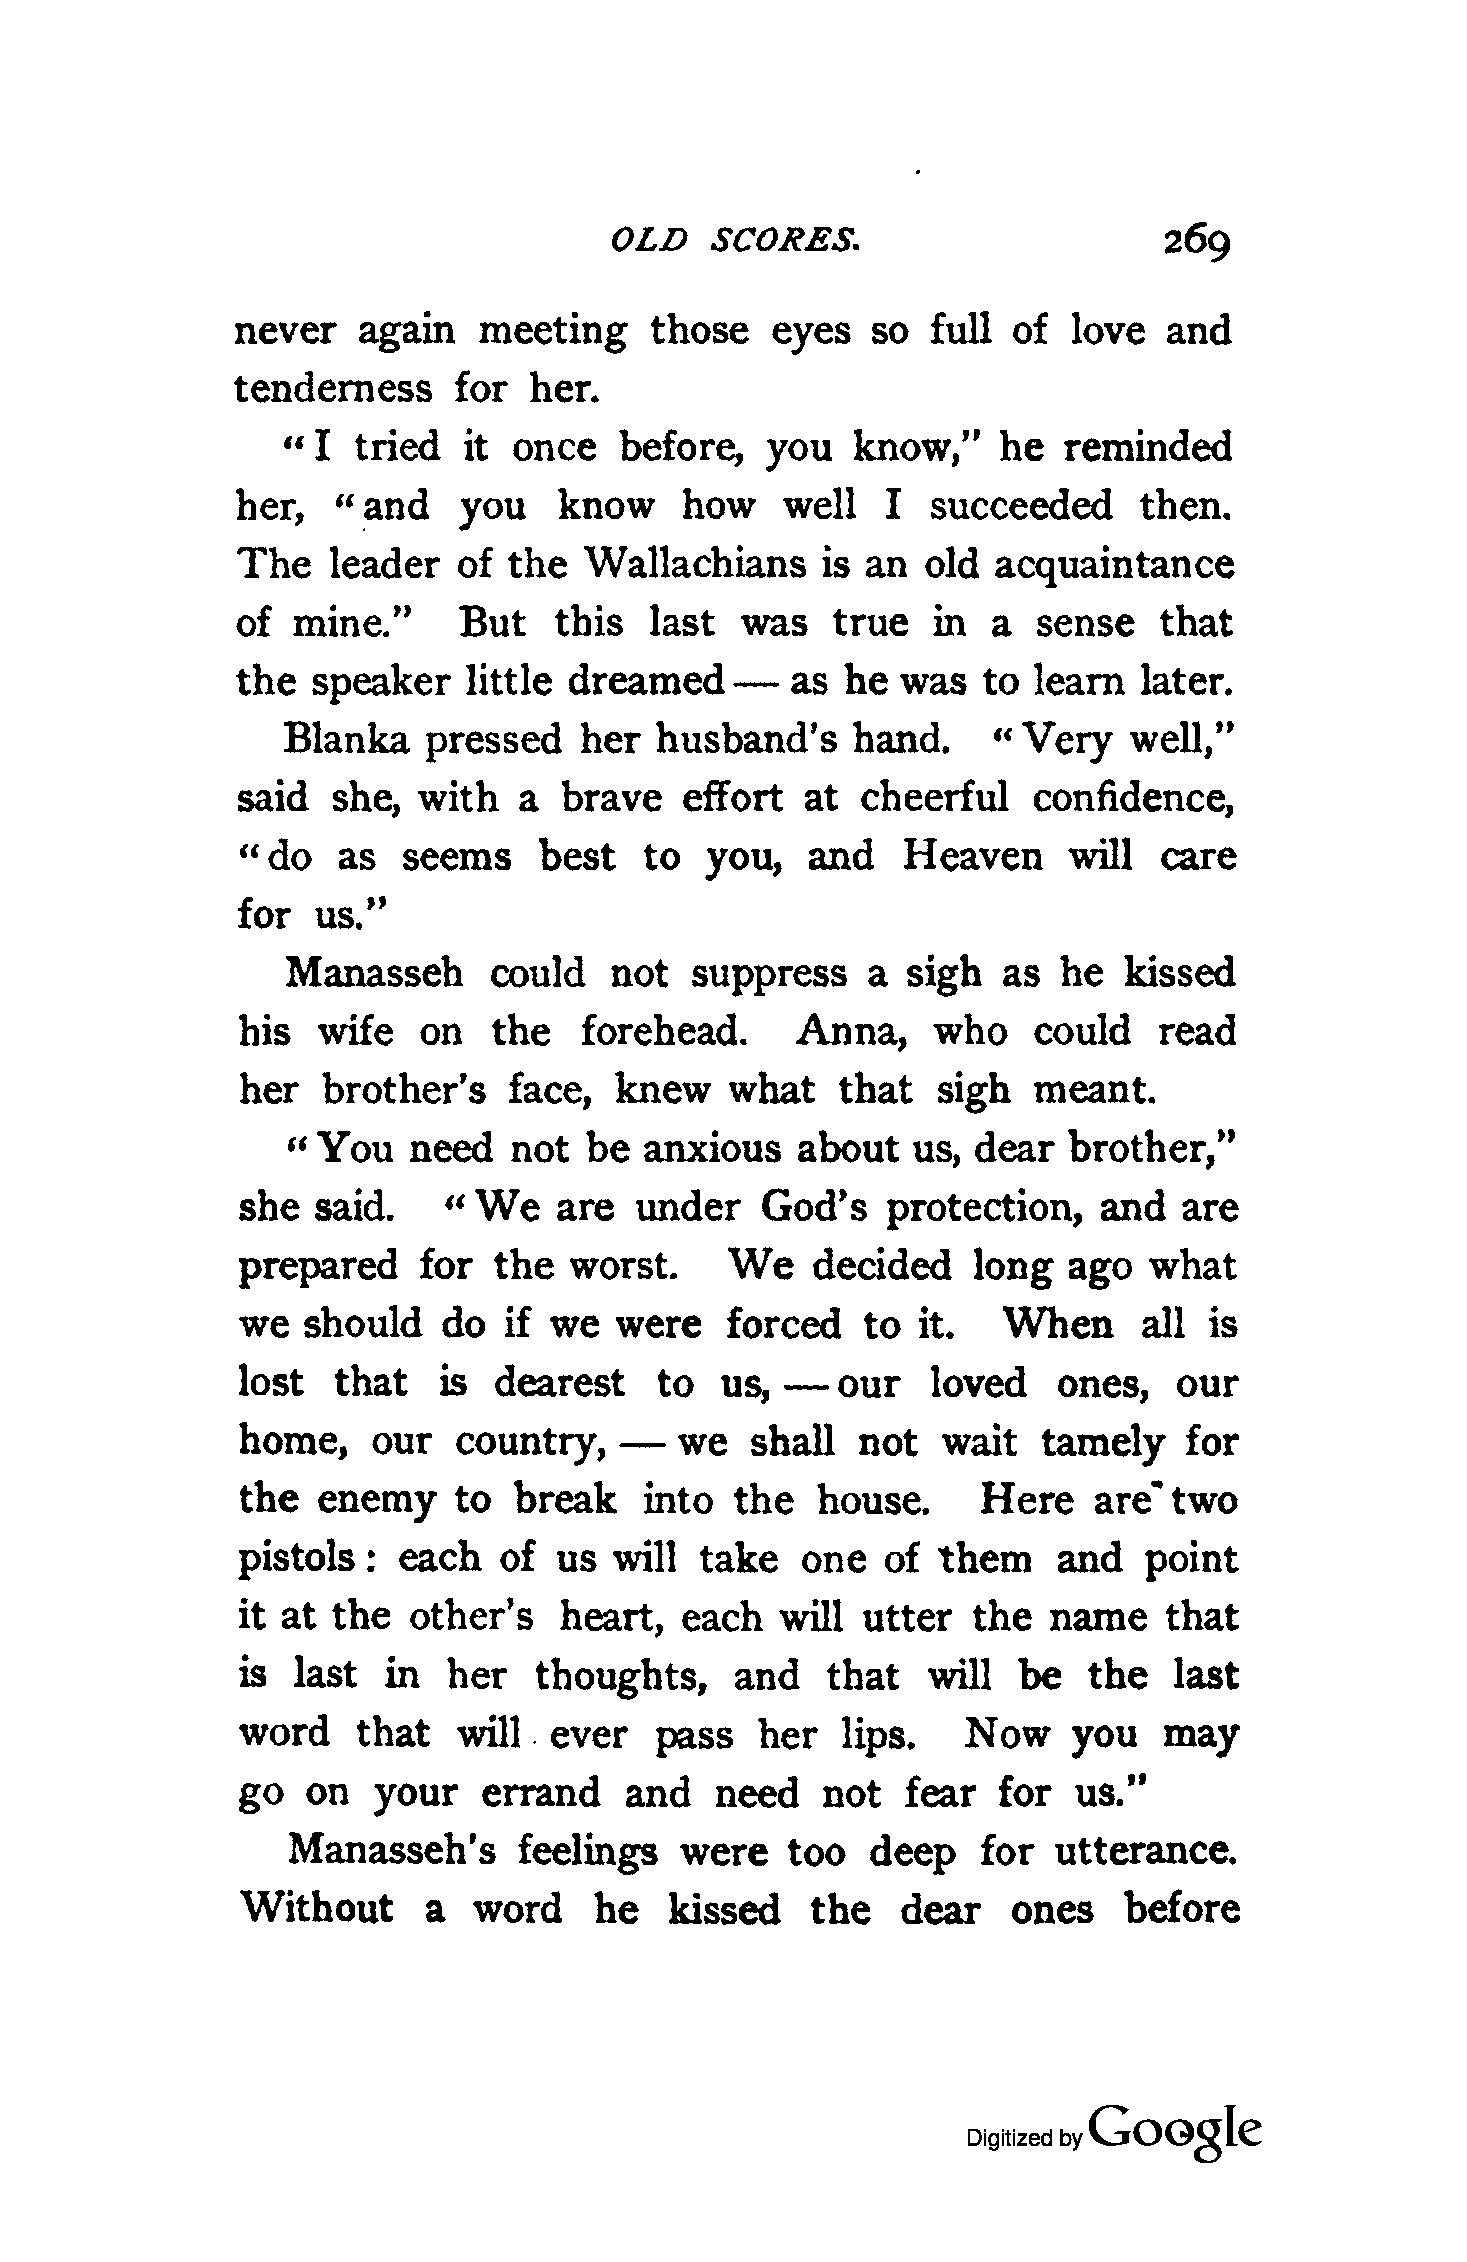 OLD SCORES. 269
never again meeting those eyes so full of love and
tenderness for her.
"I tried it once before, you know," he reminded
her, "and you know how well I succeeded then.
The leader of the Wallachians is an old acquaintance
of mine." But this last was true in a sense that
the speaker little dreamed — as he was to learn later.
Blanka pressed her husband's hand. "Very well,"
said she, with a brave effort at cheerful confidence,
"do as seems best to you, and Heaven will care
for us."
Manasseh could not suppress a sigh as he kissed
his wife on the forehead. Anna, who could read
her brother's face, knew what that sigh meant.
"You need not be anxious about us, dear brother,"
she said. "We are under God's protection, and are
prepared for the worst. We decided long ago what
we should do if we were forced to it. When all is
lost that is dearest to us, — our loved ones, our
home, our country, — we shall not wait tamely for
the enemy to break into the house. Here are two
pistols: each of us will take one of them and point
it at the other's heart, each will utter the name that
is last in her thoughts, and that will be the last
word that will ever pass her lips. Now you may
go on your errand and need not fear for us."
Manasseh's feelings were too deep for utterance.
Without a word he kissed the dear ones before
Digitized by Google